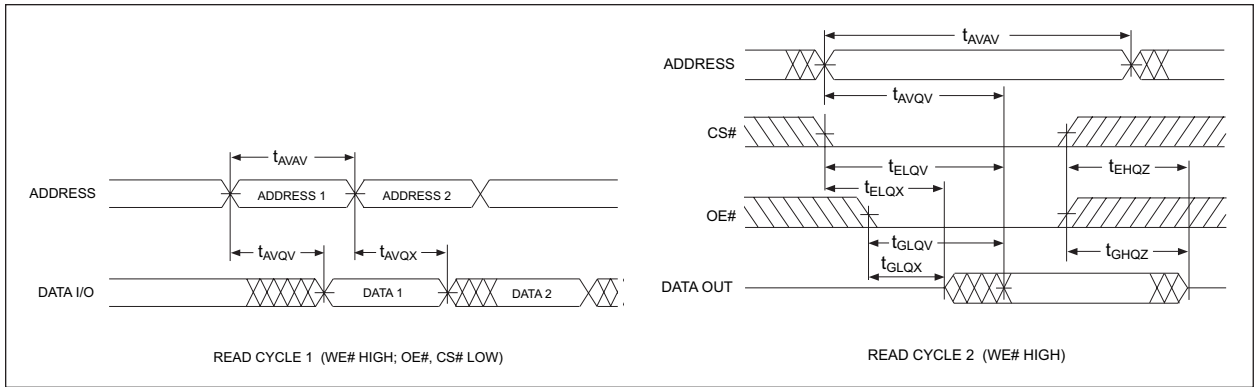 tAVAV
ADDRESS
ADDRESS 1
ADDRESS 2
tAVQV
tAVQX
DATA I/O
DATA 1
DATA 2
READ CYCLE 1 (WE# HIGH; OE#, CS# LOW)
tAVAV
ADDRESS
tAVQV
CS#
tELQV
tEHQZ
tELQX
OE#
tGLQV
tGHQZ
tGLQX
DATA OUT
READ CYCLE 2 (WE# HIGH)